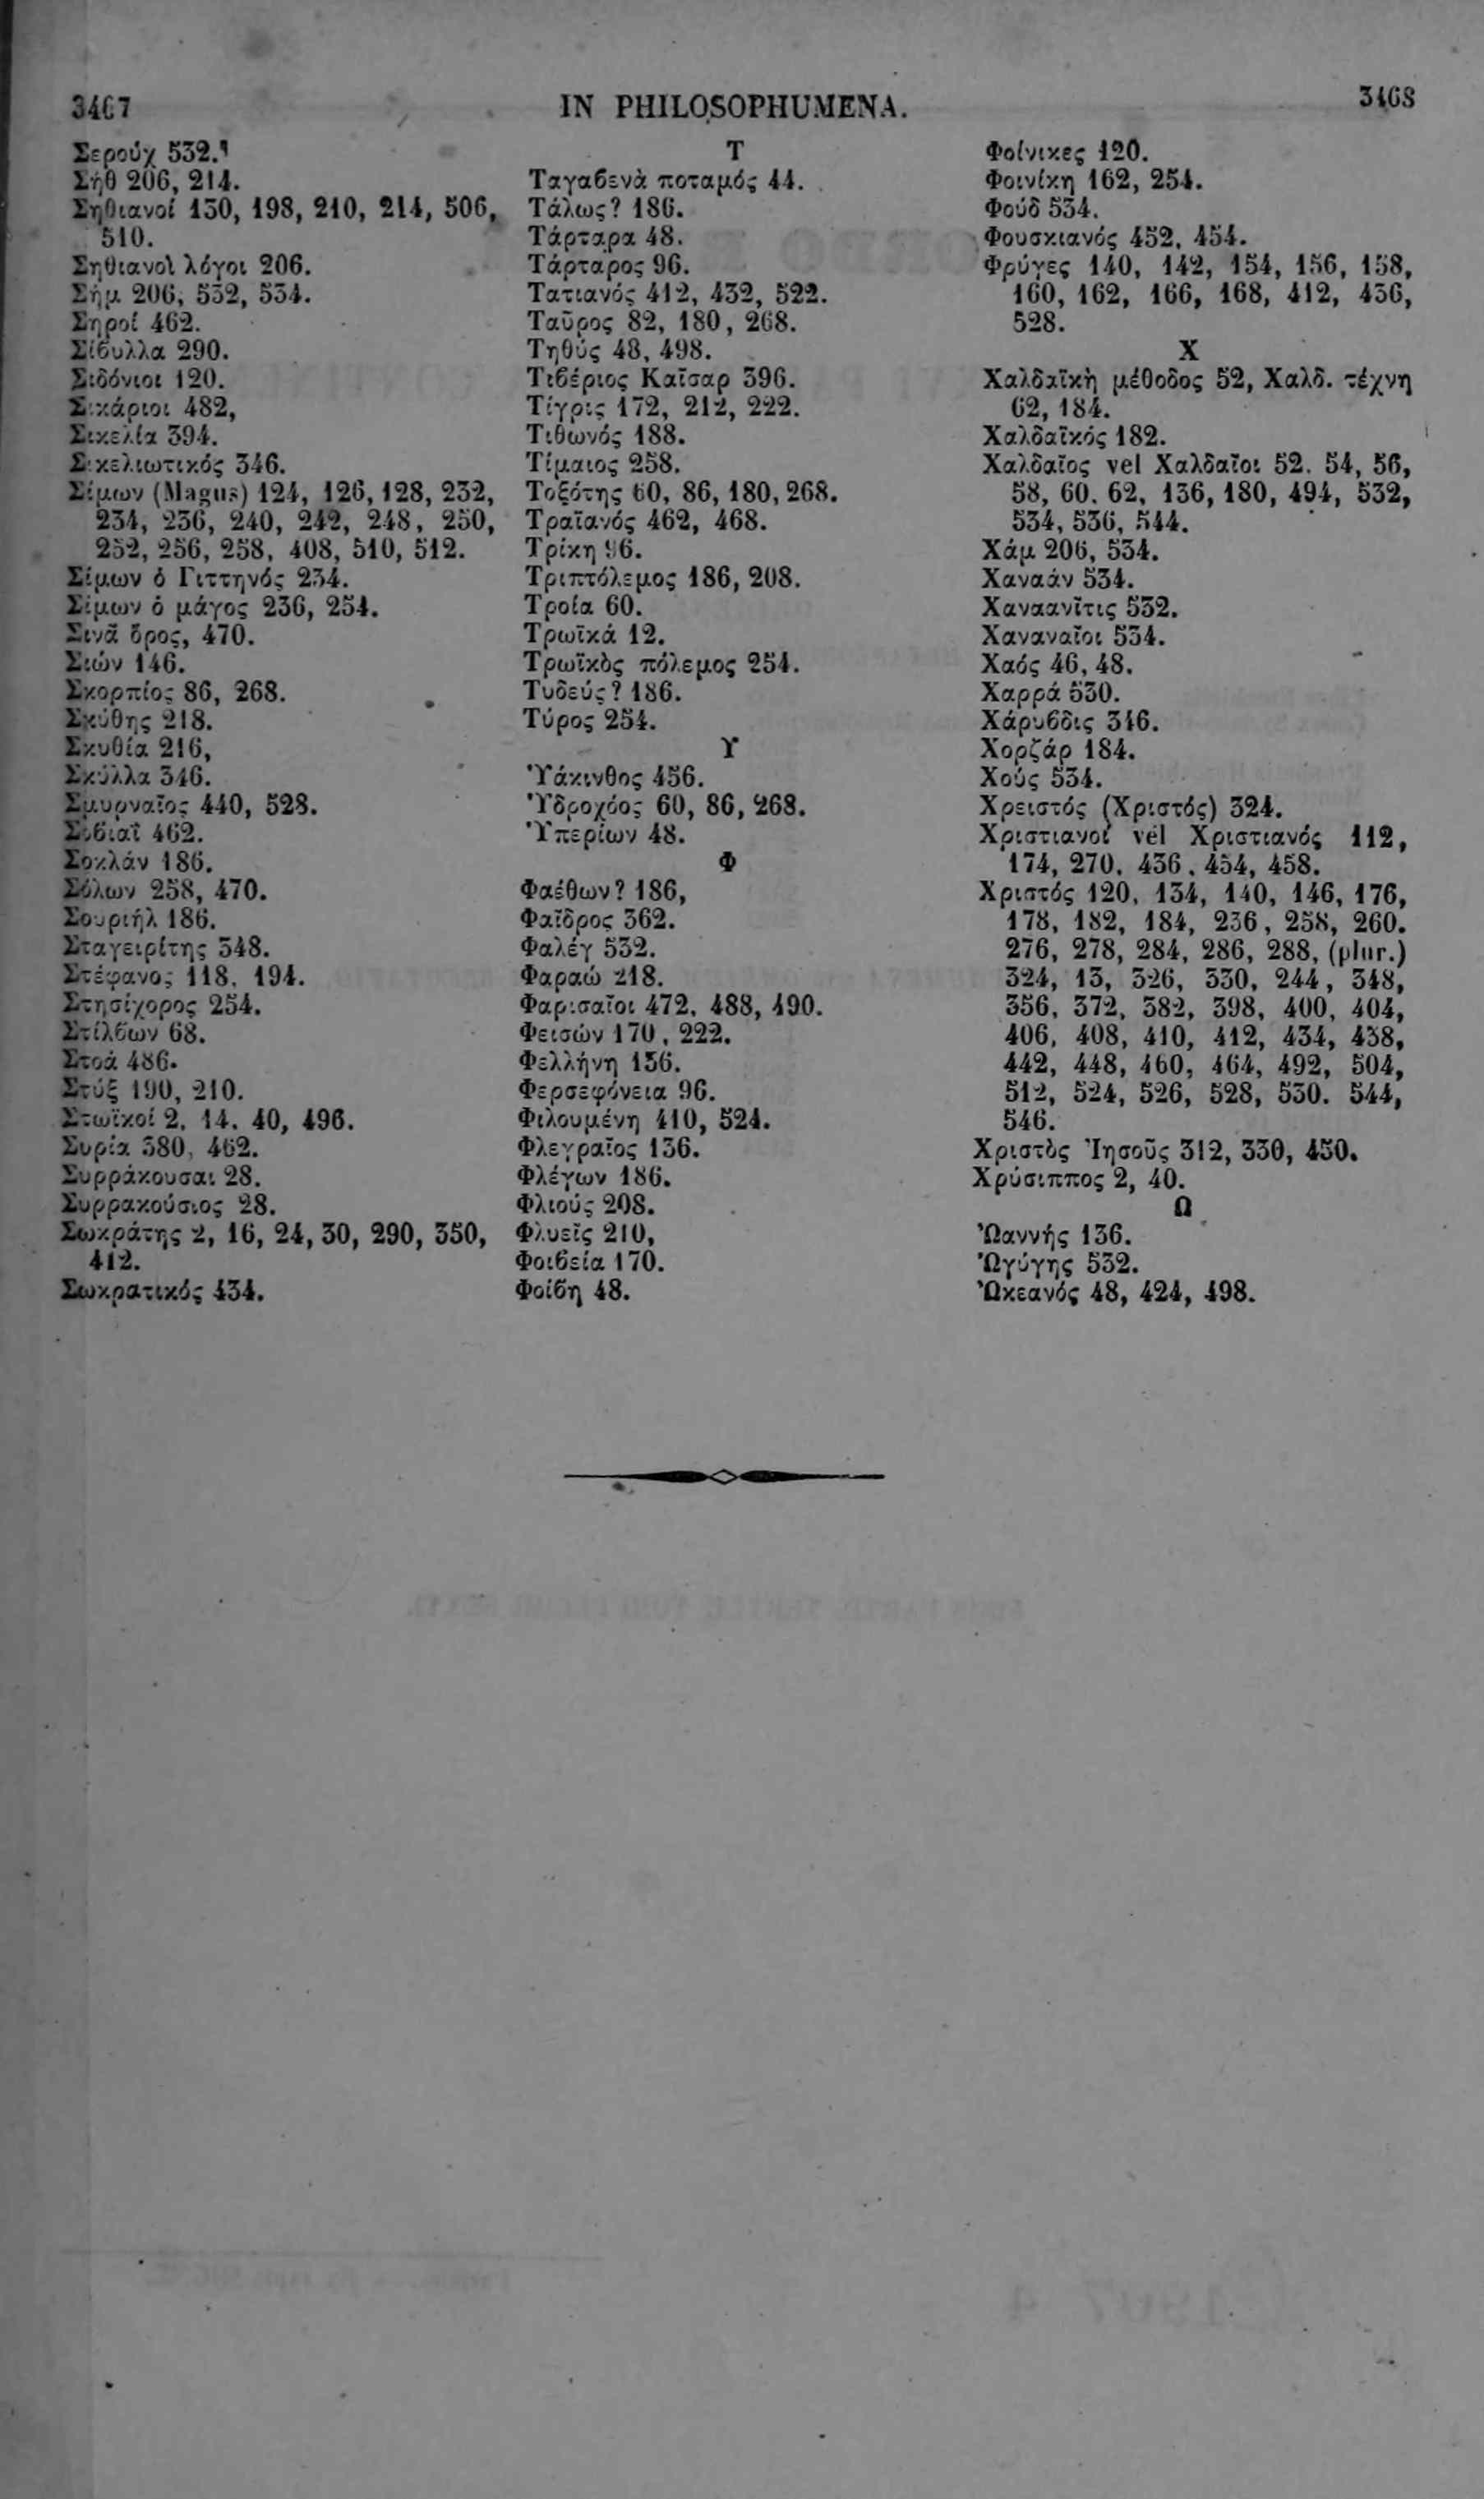 3467
IN PHILOSOPHUMENA.
3468
Σερούχ 532.
Σήθ 206, 214.
Σηθιανοί 130, 198, 210, 214, 506,
510.
Σηθιανοὶ λόγοι 206.
Σήμ 206, 532, 534.
Σηροί 462.
Σίϐυλλα 290.
Σιδόνιοι 120.
Σικάριοι 482,
Σικελία 394.
Σικελιωτικός 346.
Σίμων (Magus) 124, 126, 128, 232,
234, 236, 240, 242, 248, 250,
252, 256, 258, 408, 510, 512.
Σίμων ὁ Γιττηνός 234.
Σίμων ὁ μάγος 236, 254.
Σινᾶ ὄρος, 470.
Σιών 146.
Σκορπίος 86, 268.
Σκύθης 218.
Σκυθία 216,
Σκύλλα 346.
Σμυρναῖος 440, 528.
Σοϐιαΐ 462.
Σοκλάν 186.
Σόλων 258, 470.
Σουριήλ 186.
Σταγειρίτης 348.
Στέφανος 118, 194.
Στησίχορος 254.
Στίλϐων 68.
Στοά 486.
Στύξ 190, 210.
Στωϊκοί 2, 14, 40, 496.
Συρία 380, 462.
Συρράκουσαι 28.
Συρρακούσιος 28.
Σωκράτης 2, 16, 24, 30, 290, 350,
412.
Σωκρατικός 434.
Τ
Ταγαϐενὰ ποταμός 44.
Τάλως? 186.
Τάρταρα 48.
Τάρταρος 96.
Τατιανός 412, 432, 522.
Ταῦρος 82, 180, 268.
Τηθύς 48, 498.
Τιϐέριος Καῖσαρ 396.
Τίγρις 172, 212, 222.
Τιθωνός 188.
Τίμαιος 258.
Τοξότης 60, 86, 180, 268.
Τραϊανός 462, 468.
Τρίκη 96.
Τριπτόλεμος 186, 208.
Τροία 60.
Τρωϊκά 12.
Τρωϊκὸς πόλεμος 254.
Τυδεύς? 186.
Τύρος 254.
Υ
Ὑάκινθος 456.
Ὑδροχόος 60, 86, 268.
Ὑπερίων 48.
Φ
Φαέθων? 186,
Φαῖδρος 362.
Φαλέγ 532.
Φαραώ 218.
Φαρισαῖοι 472, 488, 490.
Φεισών 170, 222.
Φελλήνη 136.
Φερσεφόνεια 96.
Φιλουμένη 410, 524.
Φλεγραῖος 136.
Φλέγων 186.
Φλιούς 208.
Φλυεῖς 210,
Φοιϐεία 170.
Φοίϐη 48.
Φοίνικες 120.
Φοινίκη 162, 254.
Φούδ 534.
Φουσκιανός 452, 454.
Φρύγες 140, 142, 154, 156, 158,
160, 162, 166, 168, 412, 436,
528.
Χ
Χαλδαϊκὴ μέθοδος 52, Χαλδ. τέχνη
62, 184.
Χαλδαϊκός 182.
Χαλδαῖος vel Χαλδαῖοι 52. 54, 56,
58, 60. 62, 136, 180, 494, 532,
534, 536, 544.
Χάμ 206, 534.
Χαναάν 534.
Χαναανῖτις 532.
Χαναναῖοι 534.
Χαός 46, 48.
Χαρρά 530.
Χάρυϐδις 346.
Χορζάρ 184.
Χούς 534.
Χρειστός (Χριστός) 324.
Χριστιανοί vel Χριστιανός 112,
174, 270, 436, 454, 458.
Χριστός 120, 134, 140, 146, 176,
178, 182, 184, 236, 258, 260.
276, 278, 284, 286, 288, (plur.)
324, 13, 326, 330, 244, 348,
356, 372, 382, 398, 400, 404,
406, 408, 410, 412, 434, 438,
442, 448, 460, 464, 492, 504,
512, 524, 526, 528, 530. 544,
546.
Χριστὸς Ἰησοῦς 312, 330, 450.
Χρύσιππος 2, 40.
Ω
Ὠαννής 136.
Ὠγύγης 532.
Ὠκεανός 48, 424, 498.